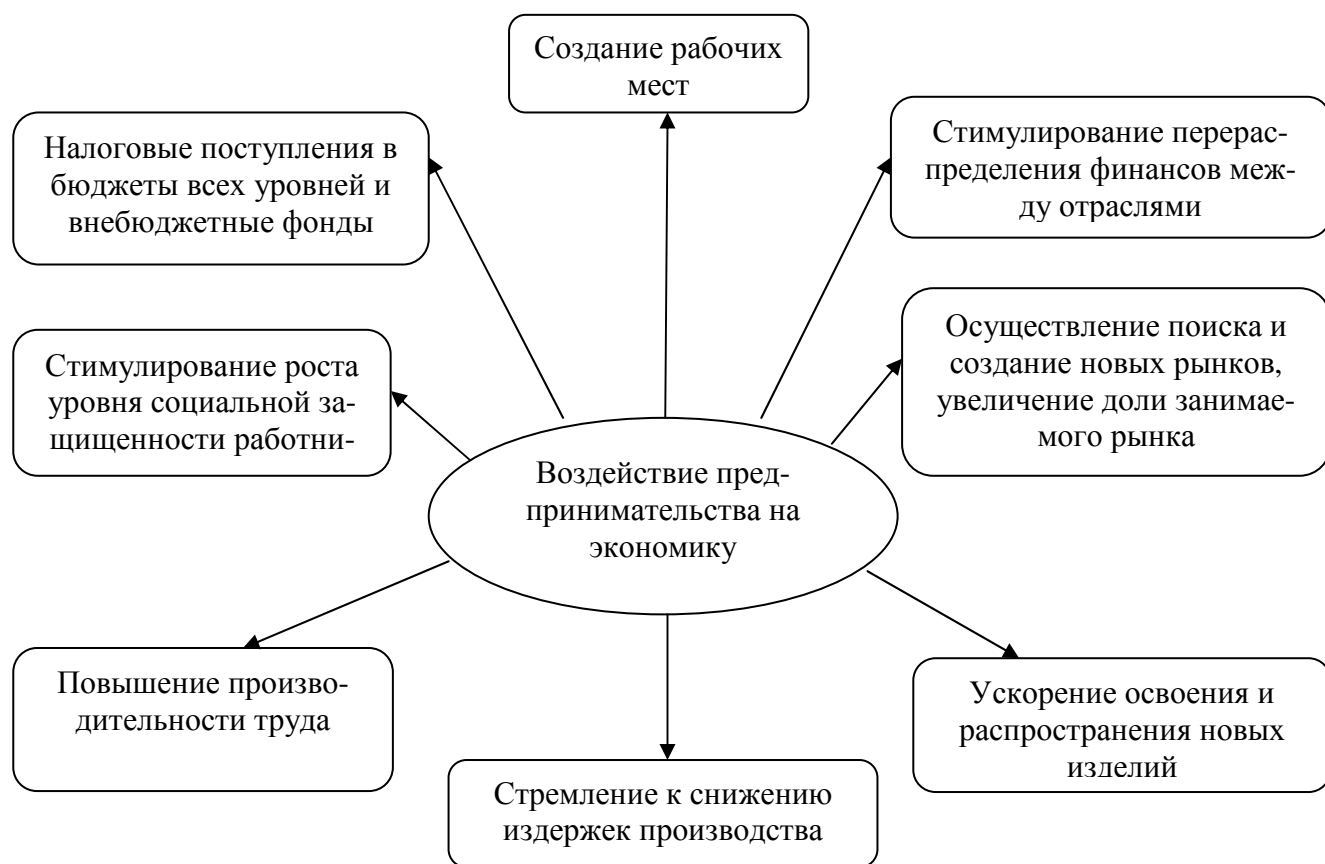 Создание рабочих
мест
Налоговые поступления в
бюджеты всех уровней и
внебюджетные фонды
Стимулирование перерас-
пределения финансов меж-
ду отраслями
Стимулирование роста
уровня социальной за-
щищенности работни-
Осуществление поиска и
создание новых рынков,
увеличение доли занимае-
мого рынка
Воздействие пред-
принимательства на
экономику
Повышение произво-
дительности труда
Ускорение освоения и
распространения новых
изделий
Стремление к снижению
издержек производства